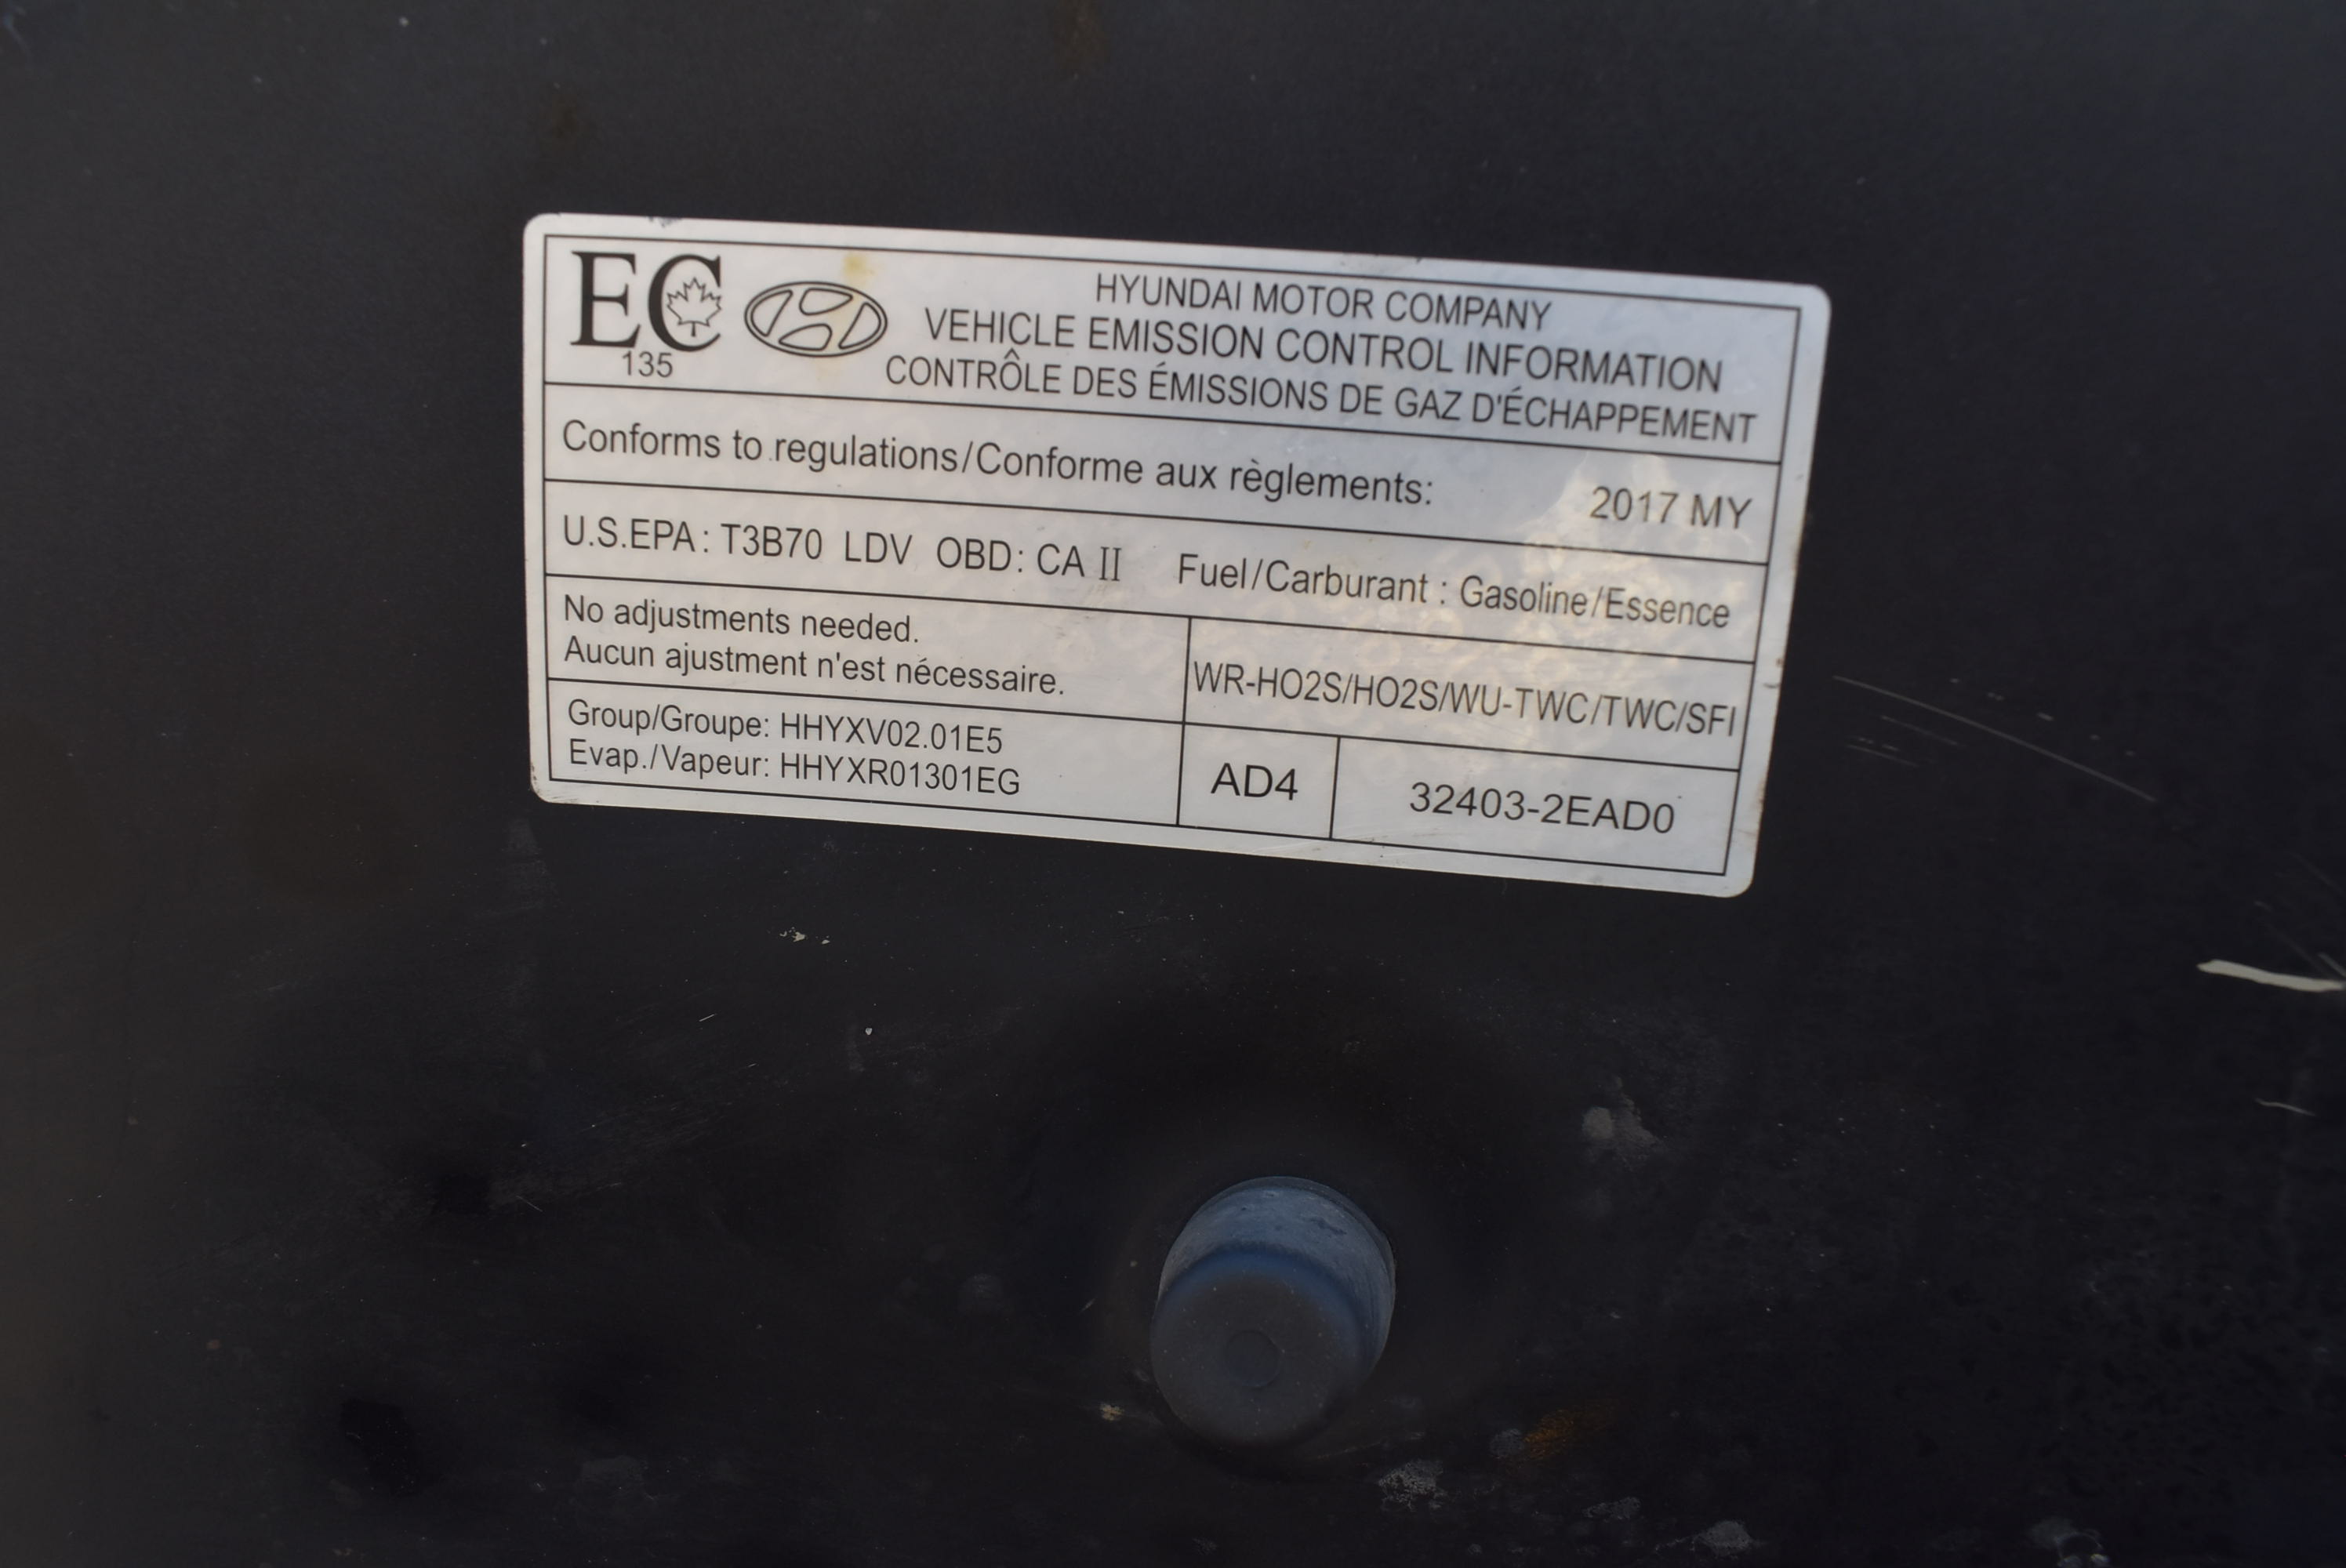 EC
135
HYUNDAI MOTOR COMPANY
VEHICLE EMISSION CONTROL INFORMATION
CONTRÔLE DES ÉMISSIONS DE GAZ D'ÉCHAPPEMENT
Conforms to regulations/Conforme aux règlements: 2017 MY
U.S.EPA: T3B70 LDV OBD: CA II Fuel/Carburant : Gasoline/Essence
No adjustments needed.
Aucun ajustment n'est nécessaire.
WR-HO2S/HO2S/WU-TWC/TWC/SFI
Group/Groupe: HHYXV02.01E5
Evap./Vapeur: HHYXR01301EG
AD4
32403-2EAD0